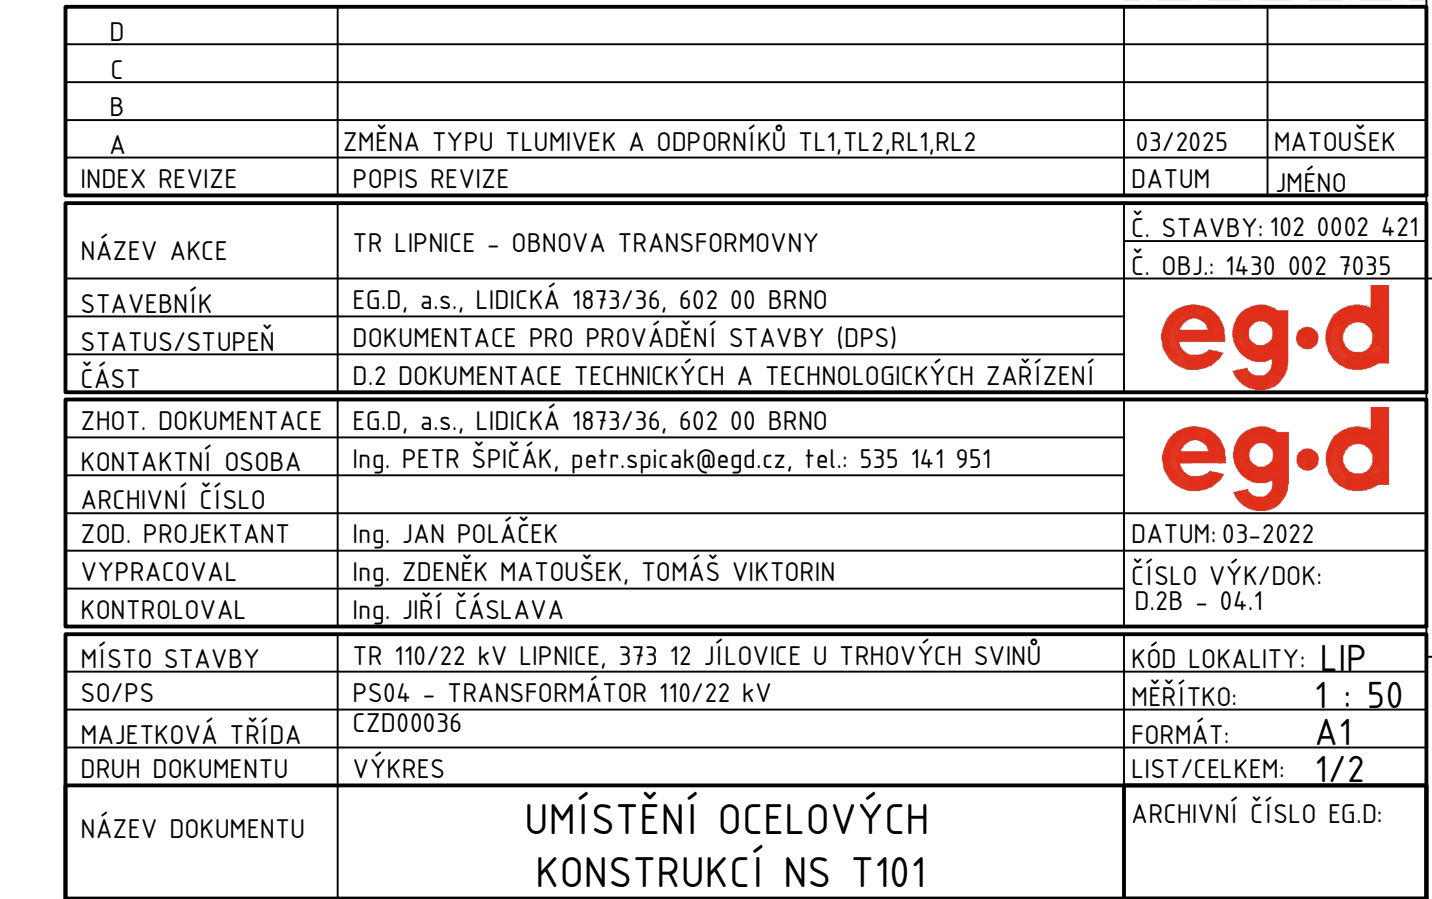 D
C
B
A ZMĚNA TYPU TLUMIVEK A ODPORNÍKŮ TL1,TL2,RL1,RL2 03/2025 MATOUŠEK
INDEX REVIZE POPIS REVIZE DATUM JMÉNO
NÁZEV AKCE TR LIPNICE - OBNOVA TRANSFORMOVNY Č. STAVBY: 102 0002 421
Č. OBJ.: 1430 002 7035
STAVEBNÍK EG.D, a.s., LIDICKÁ 1873/36, 602 00 BRNO
STATUS/STUPEŇ DOKUMENTACE PRO PROVÁDĚNÍ STAVBY (DPS)
eg·d
ČÁST D.2 DOKUMENTACE TECHNICKÝCH A TECHNOLOGICKÝCH ZAŘÍZENÍ
ZHOT. DOKUMENTACE EG.D, a.s., LIDICKÁ 1873/36, 602 00 BRNO
KONTAKTNÍ OSOBA Ing. PETR ŠPIČÁK, petr.spicak@egd.cz, tel.: 535 141 951
eg·d
ARCHIVNÍ ČÍSLO
ZOD. PROJEKTANT Ing. JAN POLÁČEK DATUM: 03-2022
VYPRACOVAL Ing. ZDENĚK MATOUŠEK, TOMÁŠ VIKTORIN ČÍSLO VÝK/DOK:
KONTROLOVAL Ing. JIŘÍ ČÁSLAVA D.2B - 04.1
MÍSTO STAVBY TR 110/22 kV LIPNICE, 373 12 JÍLOVICE U TRHOVÝCH SVINŮ KÓD LOKALITY: LIP
SO/PS PS04 - TRANSFORMÁTOR 110/22 kV MĚŘÍTKO: 1 : 50
MAJETKOVÁ TŘÍDA CZD00036 FORMÁT: A1
DRUH DOKUMENTU VÝKRES LIST/CELKEM: 1/2
NÁZEV DOKUMENTU UMÍSTĚNÍ OCELOVÝCH ARCHIVNÍ ČÍSLO EG.D:
KONSTRUKCÍ NS T101